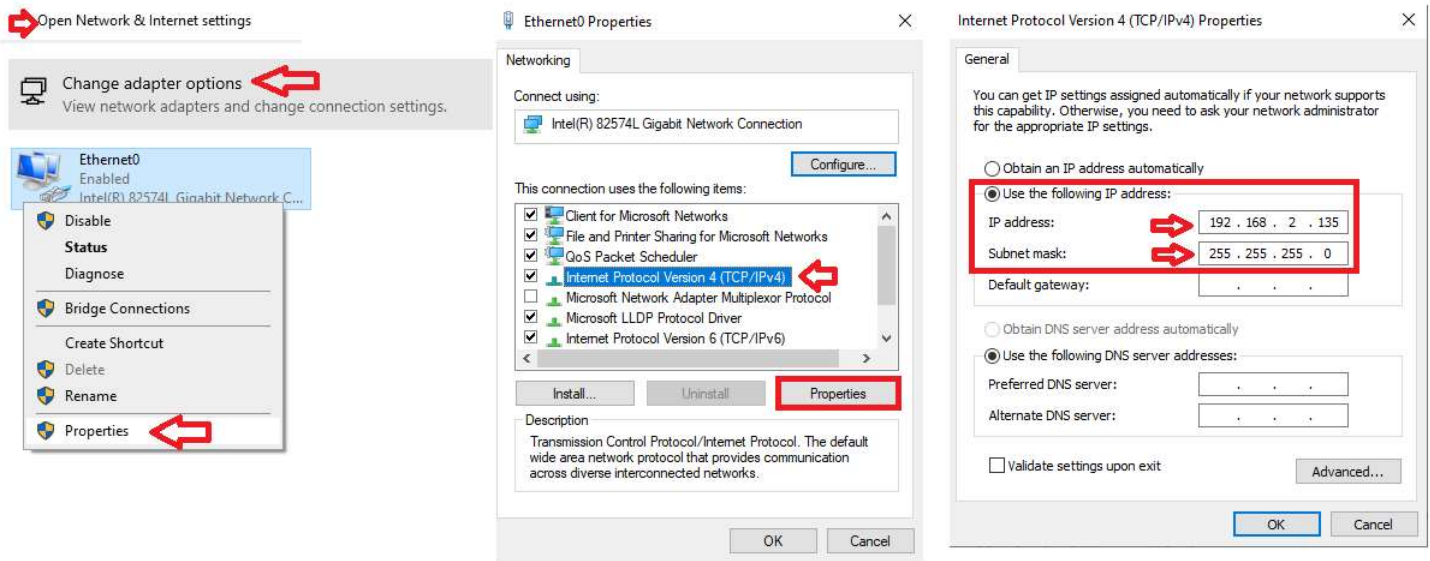 Open Network & Internet settings
Change adapter options
View network adapters and change connection settings.
Ethernet0
Enabled
Intel(R) 82574L Gigabit Network C...
Disable
Status
Diagnose
Bridge Connections
Create Shortcut
Delete
Rename
Properties
Ethernet0 Properties
Networking
Connect using:
Intel(R) 82574L Gigabit Network Connection
Configure...
This connection uses the following items:
Client for Microsoft Networks
File and Printer Sharing for Microsoft Networks
QoS Packet Scheduler
Internet Protocol Version 4 (TCP/IPv4)
Microsoft Network Adapter Multiplexor Protocol
Microsoft LLDP Protocol Driver
Internet Protocol Version 6 (TCP/IPv6)
Install... Uninstall Properties
Description
Transmission Control Protocol/Internet Protocol. The default
wide area network protocol that provides communication
across diverse interconnected networks.
OK Cancel
Internet Protocol Version 4 (TCP/IPv4) Properties
General
You can get IP settings assigned automatically if your network supports
this capability. Otherwise, you need to ask your network administrator
for the appropriate IP settings.
Obtain an IP address automatically
Use the following IP address:
IP address: 192 . 168 . 2 . 135
Subnet mask: 255 . 255 . 255 . 0
Default gateway: . . .
Obtain DNS server address automatically
Use the following DNS server addresses:
Preferred DNS server: . . .
Alternate DNS server: . . .
Validate settings upon exit
Advanced...
OK Cancel